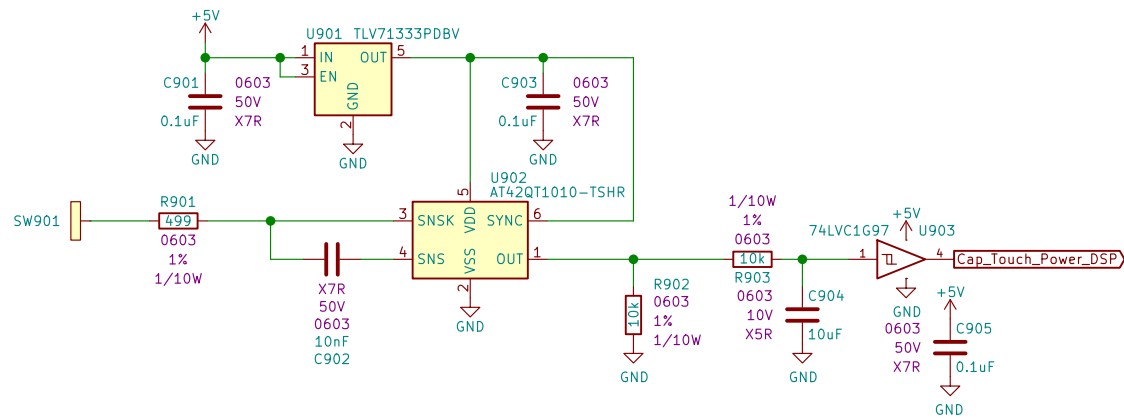 +5V
U901 TLV71333PDBV
1 IN OUT 5
3 EN
GND
2
GND
C901
0.1uF
0603
50V
X7R
GND
C903
0.1uF
0603
50V
X7R
GND
U902
AT42QT1010-TSHR
5
VDD
3 SNSK SYNC 6
4 SNS OUT 1
VSS
2
GND
SW901
R901
499
0603
1%
1/10W
X7R
50V
0603
10nF
C902
R902
10k
0603
1%
1/10W
GND
1/10W
1%
0603
10k
R903
0603
10V
X5R
C904
10uF
GND
+5V
74LVC1G97 U903
1
4
Cap_Touch_Power_DSP
GND
+5V
0603
50V
X7R
C905
0.1uF
GND